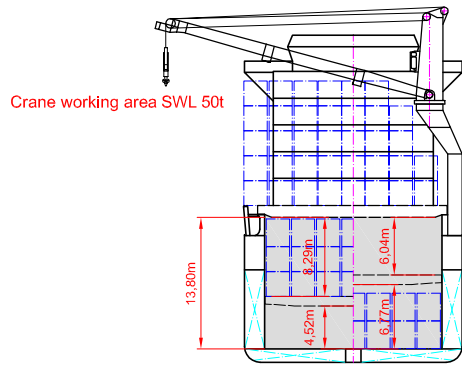 Crane working area SWL 50t
13,80m
8,29m
6,04m
4,52m
6,77m